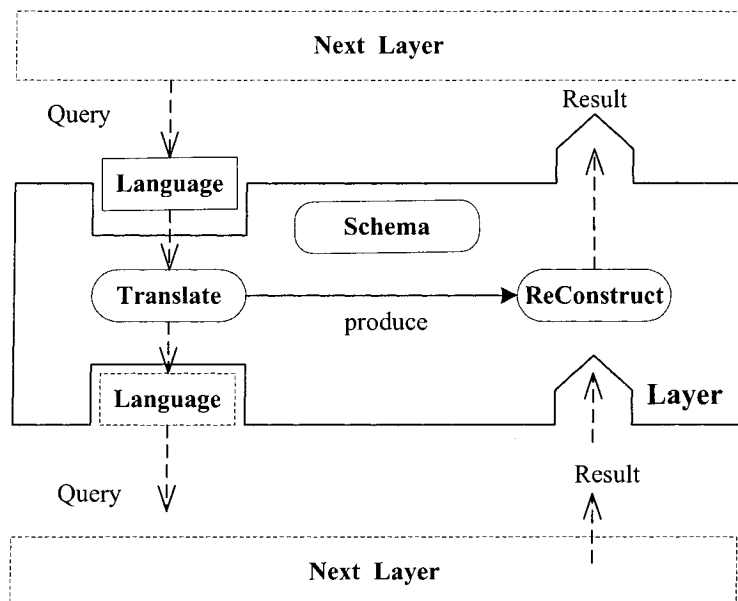 Next Layer
Query
Result
Language
Schema
Translate
ReConstruct
produce
Language
Layer
Query
Result
Next Layer